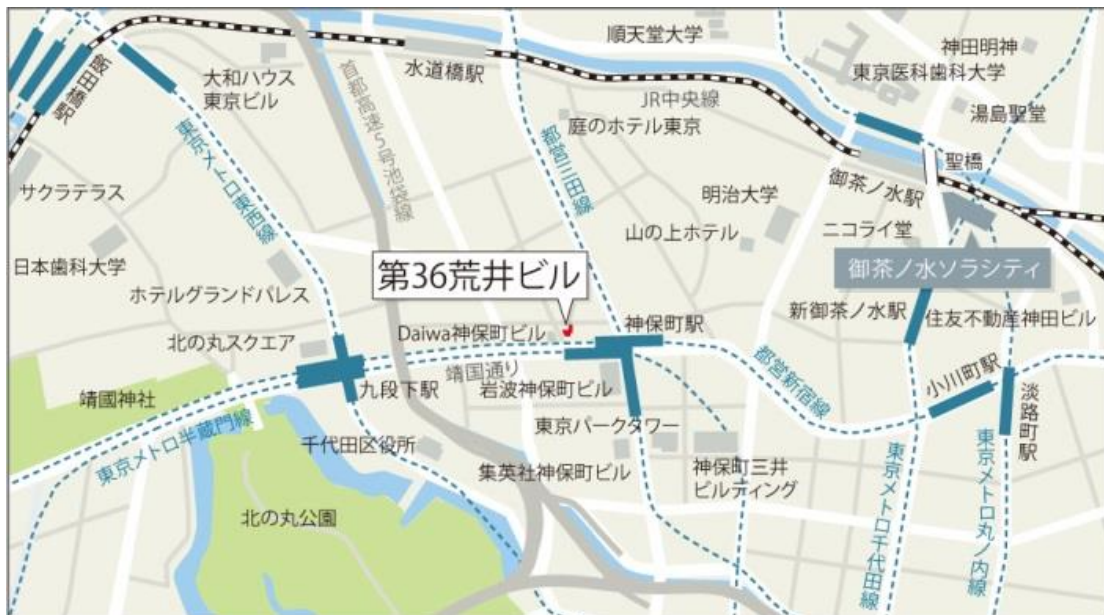 飯田橋駅
大和ハウス
東京ビル
首都高速5号池袋線
水道橋駅
順天堂大学
神田明神
東京医科歯科大学
湯島聖堂
JR中央線
庭のホテル東京
聖橋
御茶ノ水駅
東京メトロ東西線
都営三田線
サクラテラス
明治大学
山の上ホテル
ニコライ堂
御茶ノ水ソラシティ
日本歯科大学
ホテルグランドパレス
第36荒井ビル
新御茶ノ水駅
住友不動産神田ビル
北の丸スクエア
Daiwa神保町ビル
神保町駅
靖国通り
都営新宿線
小川町駅
淡路町駅
靖國神社
九段下駅
岩波神保町ビル
東京メトロ半蔵門線
千代田区役所
東京パークタワー
集英社神保町ビル
神保町三井
ビルディング
東京メトロ千代田線
東京メトロ丸ノ内線
北の丸公園